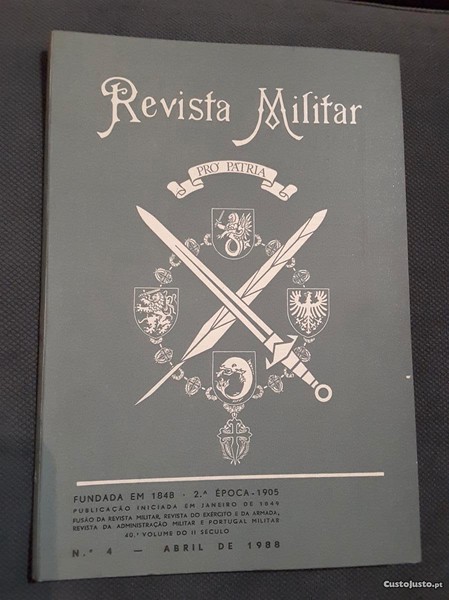 Revista Militar
PRO PATRIA
FUNDADA EM 1848 - 2.ª ÉPOCA - 1905
PUBLICAÇÃO INICIADA EM JANEIRO DE 1849
FUSÃO DA REVISTA MILITAR, REVISTA DO EXÉRCITO E DA ARMADA,
REVISTA DA ADMINISTRAÇÃO MILITAR E PORTUGAL MILITAR
40.º VOLUME DO II SÉCULO
N.º 4 — ABRIL DE 1988
CustoJusto.pt